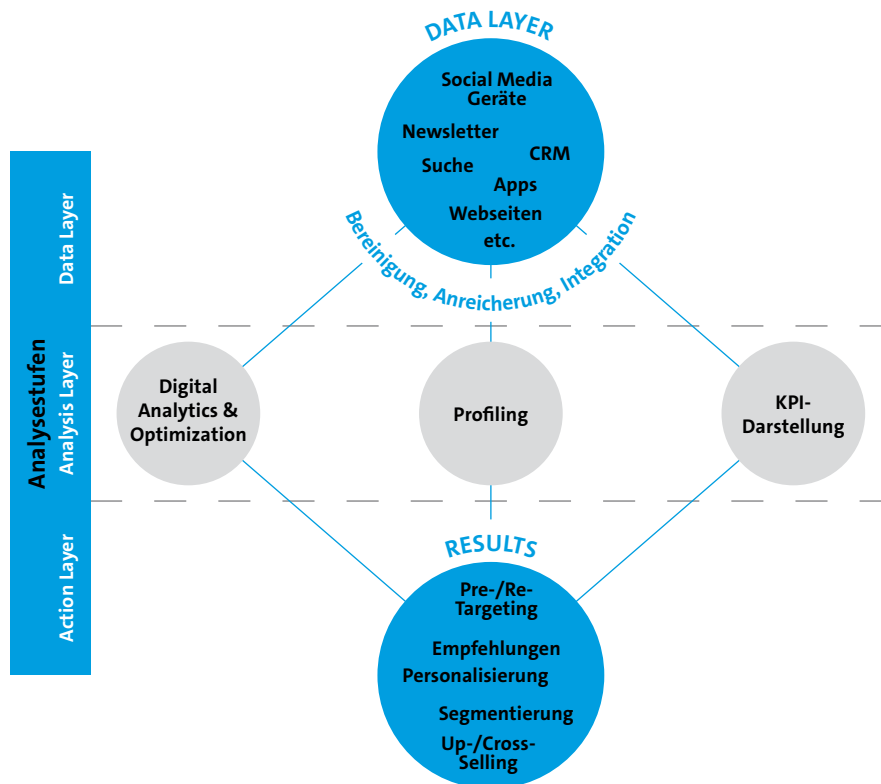 DATA LAYER
Social Media
Geräte
Newsletter
CRM
Suche
Apps
Webseiten
etc.
Bereinigung, Anreicherung, Integration
Analysestufen
Data Layer
Analysis Layer
Action Layer
Digital
Analytics &
Optimization
Profiling
KPI-
Darstellung
RESULTS
Pre-/Re-
Targeting
Empfehlungen
Personalisierung
Segmentierung
Up-/Cross-
Selling